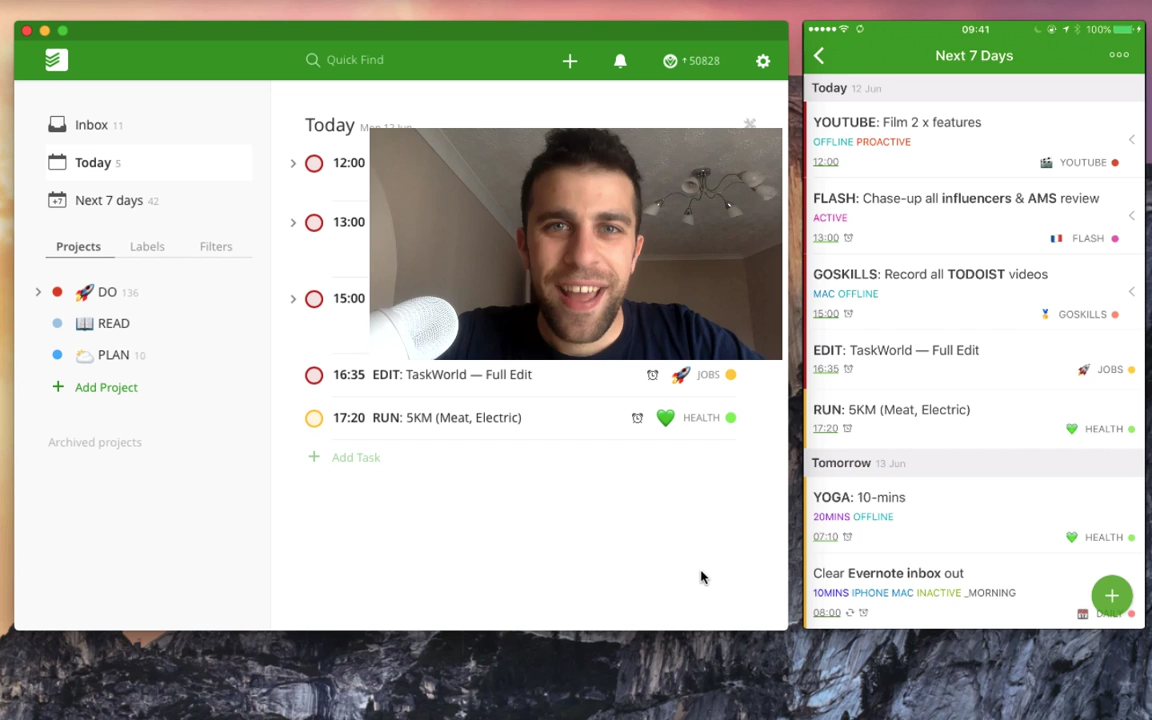 Quick Find
50828
Inbox 11
Today 5
Next 7 days 42
Projects Labels Filters
DO 136
READ
PLAN 10
Add Project
Archived projects
Today Mon 12 Jun
12:00
13:00
15:00
16:35 EDIT: TaskWorld — Full Edit JOBS
17:20 RUN: 5KM (Meat, Electric) HEALTH
Add Task
09:41 100%
Next 7 Days
Today 12 Jun
YOUTUBE: Film 2 x features
OFFLINE PROACTIVE
12:00 YOUTUBE
FLASH: Chase-up all influencers & AMS review
ACTIVE
13:00 FLASH
GOSKILLS: Record all TODOIST videos
MAC OFFLINE
15:00 GOSKILLS
EDIT: TaskWorld — Full Edit
16:35 JOBS
RUN: 5KM (Meat, Electric)
17:20 HEALTH
Tomorrow 13 Jun
YOGA: 10-mins
20MINS OFFLINE
07:10 HEALTH
Clear Evernote inbox out
10MINS IPHONE MAC INACTIVE _MORNING
08:00 DAILY